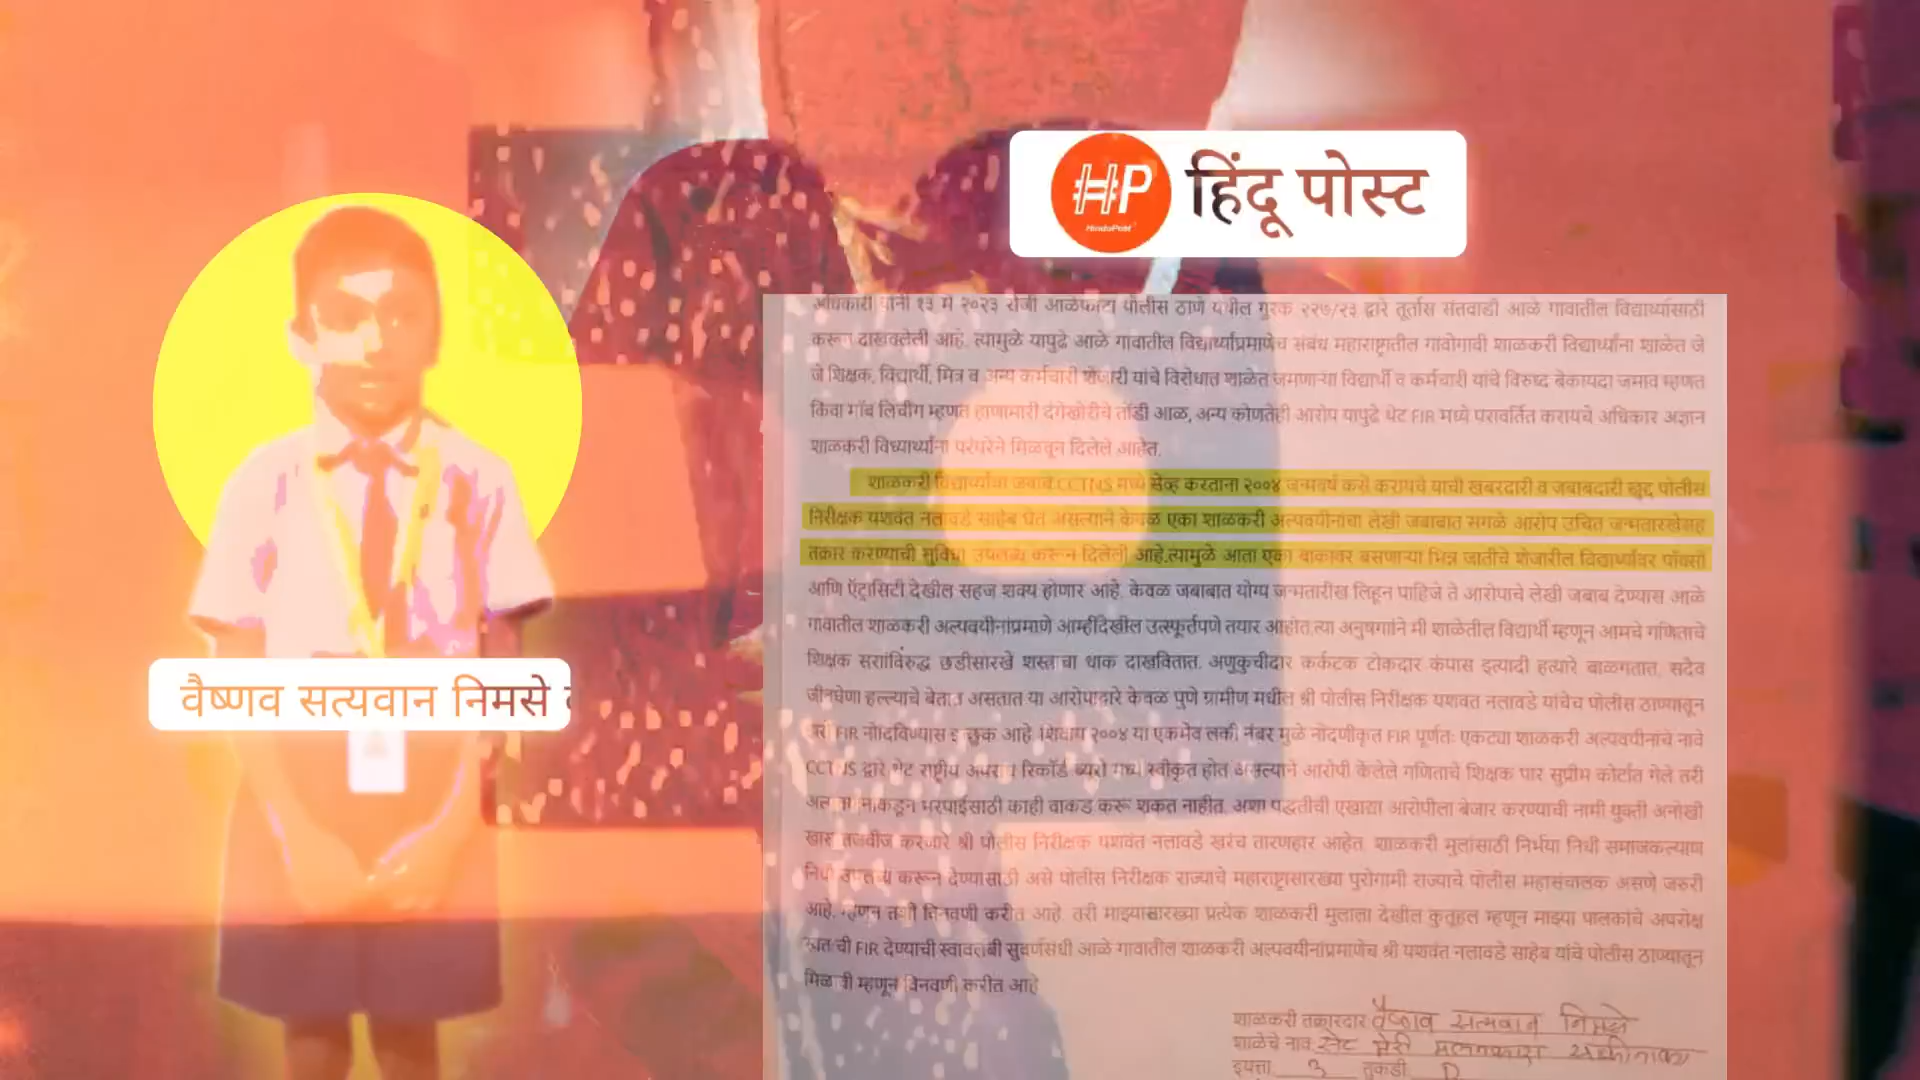 HP
HinduPost
हिंदू पोस्ट
वैष्णव सत्यवान निमसे
अधिकारी यांनी १३ मे २०२३ रोजी आळेफाटा पोलीस ठाणे येथील गुरक्र २२७/२३ द्वारे तूर्तास संतवाडी आळे गावातील विद्यार्थ्यांसाठी
करून दाखवलेली आहे. त्यामुळे यापुढे आळे गावातील विद्यार्थ्यांप्रमाणेच संबंध महाराष्ट्रातील गावोगावी शाळकरी विद्यार्थ्यांना शाळेत जे
जे शिक्षक, विद्यार्थी, मित्र व अन्य कर्मचारी शेजारी यांचे विरोधात शाळेत जमणाऱ्या विद्यार्थी व कर्मचारी यांचे विरुध्द बेकायदा जमाव म्हणत
किंवा मॉब लिंचींग म्हणत हाणामारी दंगेखोरीचे तोंडी आळ, अन्य कोणतेही आरोप यापुढे थेट FIR मध्ये परावर्तित करायचे अधिकार अज्ञान
शाळकरी विध्यार्थ्यांना परंपरेने मिळवून दिलेले आहेत.
शाळकरी विद्यार्थ्यांचा जबाब CCTNS मध्ये सेव्ह करताना २००४ जन्मवर्ष कसे करायचे याची खबरदारी व जबाबदारी खुद्द पोलीस
निरीक्षक यशवंत नलावडे साहेब घेत असल्याने केवळ एका शाळकरी अल्पवयीनाचा लेखी जबाबात सगळे आरोप उचित जन्मतारखेसह
तक्रार करण्याची सुविधा उपलब्ध करून दिलेली आहे.त्यामुळे आता एका बाकावर बसणाऱ्या भिन्न जातीचे शेजारील विद्यार्थ्यांवर पॉक्सो
आणि ऍट्रासिटी देखील सहज शक्य होणार आहे. केवळ जबाबात योग्य जन्मतारीख लिहून पाहिजे ते आरोपाचे लेखी जबाब देण्यास आळे
गावातील शाळकरी अल्पवयीनांप्रमाणे आम्हीदेखील उत्स्फूर्तपणे तयार आहोत.त्या अनुषंगाने मी शाळेतील विद्यार्थी म्हणून आमचे गणिताचे
शिक्षक सरांविरुद्ध छडीसारखे शस्त्राचा धाक दाखवितात. अणुकुचीदार कर्कटक टोकदार कंपास इत्यादी हत्यारे बाळगतात. सदैव
जीवघेणा हल्ल्याचे बेतात असतात या आरोपाद्वारे केवळ पुणे ग्रामीण मधील श्री पोलीस निरीक्षक यशवंत नलावडे यांचेच पोलीस ठाण्यातून
FIR नोंदविण्यास इच्छुक आहे. शिवाय २००४ या एकमेव लकी नंबर मुळे नोंदणीकृत FIR पूर्णतः एकट्या शाळकरी अल्पवयीनांचे नावे
CCTNS द्वारे थेट राष्ट्रीय अपराध रिकॉर्ड ब्यरो मध्ये स्वीकृत होत असल्याने आरोपी केलेले गणिताचे शिक्षक पार सुप्रीम कोर्टात गेले तरी
भरपाईसाठी काही वाकडं करू शकत नाहीत. अशा पद्धतीची एखाद्या आरोपीला बेजार करण्याची नामी युक्ती अनोखी
खास तजवीज करणारे श्री पोलीस निरीक्षक यशवंत नलावडे खरंच तारणहार आहेत. शाळकरी मुलांसाठी निर्भया निधी समाजकल्याण
निधी उपलब्ध करून देण्यासाठी असे पोलीस निरीक्षक राज्याचे महाराष्ट्रासारख्या पुरोगामी राज्याचे पोलीस महासंचालक असणे जरुरी
आहे. म्हणून तशी विनवणी करीत आहे. तरी माझ्यासारख्या प्रत्येक शाळकरी मुलाला देखील कुतूहल म्हणून माझ्या पालकांचे अपरोक्ष
स्वतःची FIR देण्याची स्वावलंबी सुवर्णसंधी आळे गावातील शाळकरी अल्पवयीनांप्रमाणेच श्री यशवंत नलावडे साहेब यांचे पोलीस ठाण्यातून
मिळावी म्हणून विनवणी करीत आहे
शाळकरी तक्रारदार वैष्णव सत्यवान निमसे
शाळेचे नाव सेंट मेरी
इयत्ता 3 तुकडी D